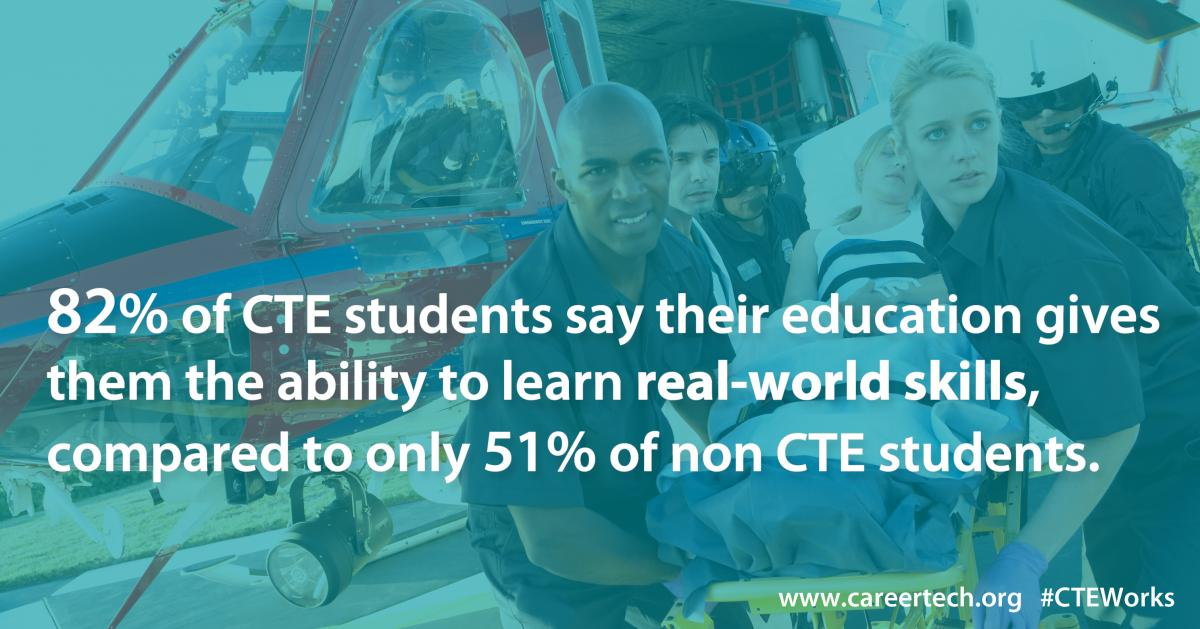 82% of CTE students say their education gives
them the ability to learn real-world skills,
compared to only 51% of non CTE students.
www.careertech.org #CTEWorks